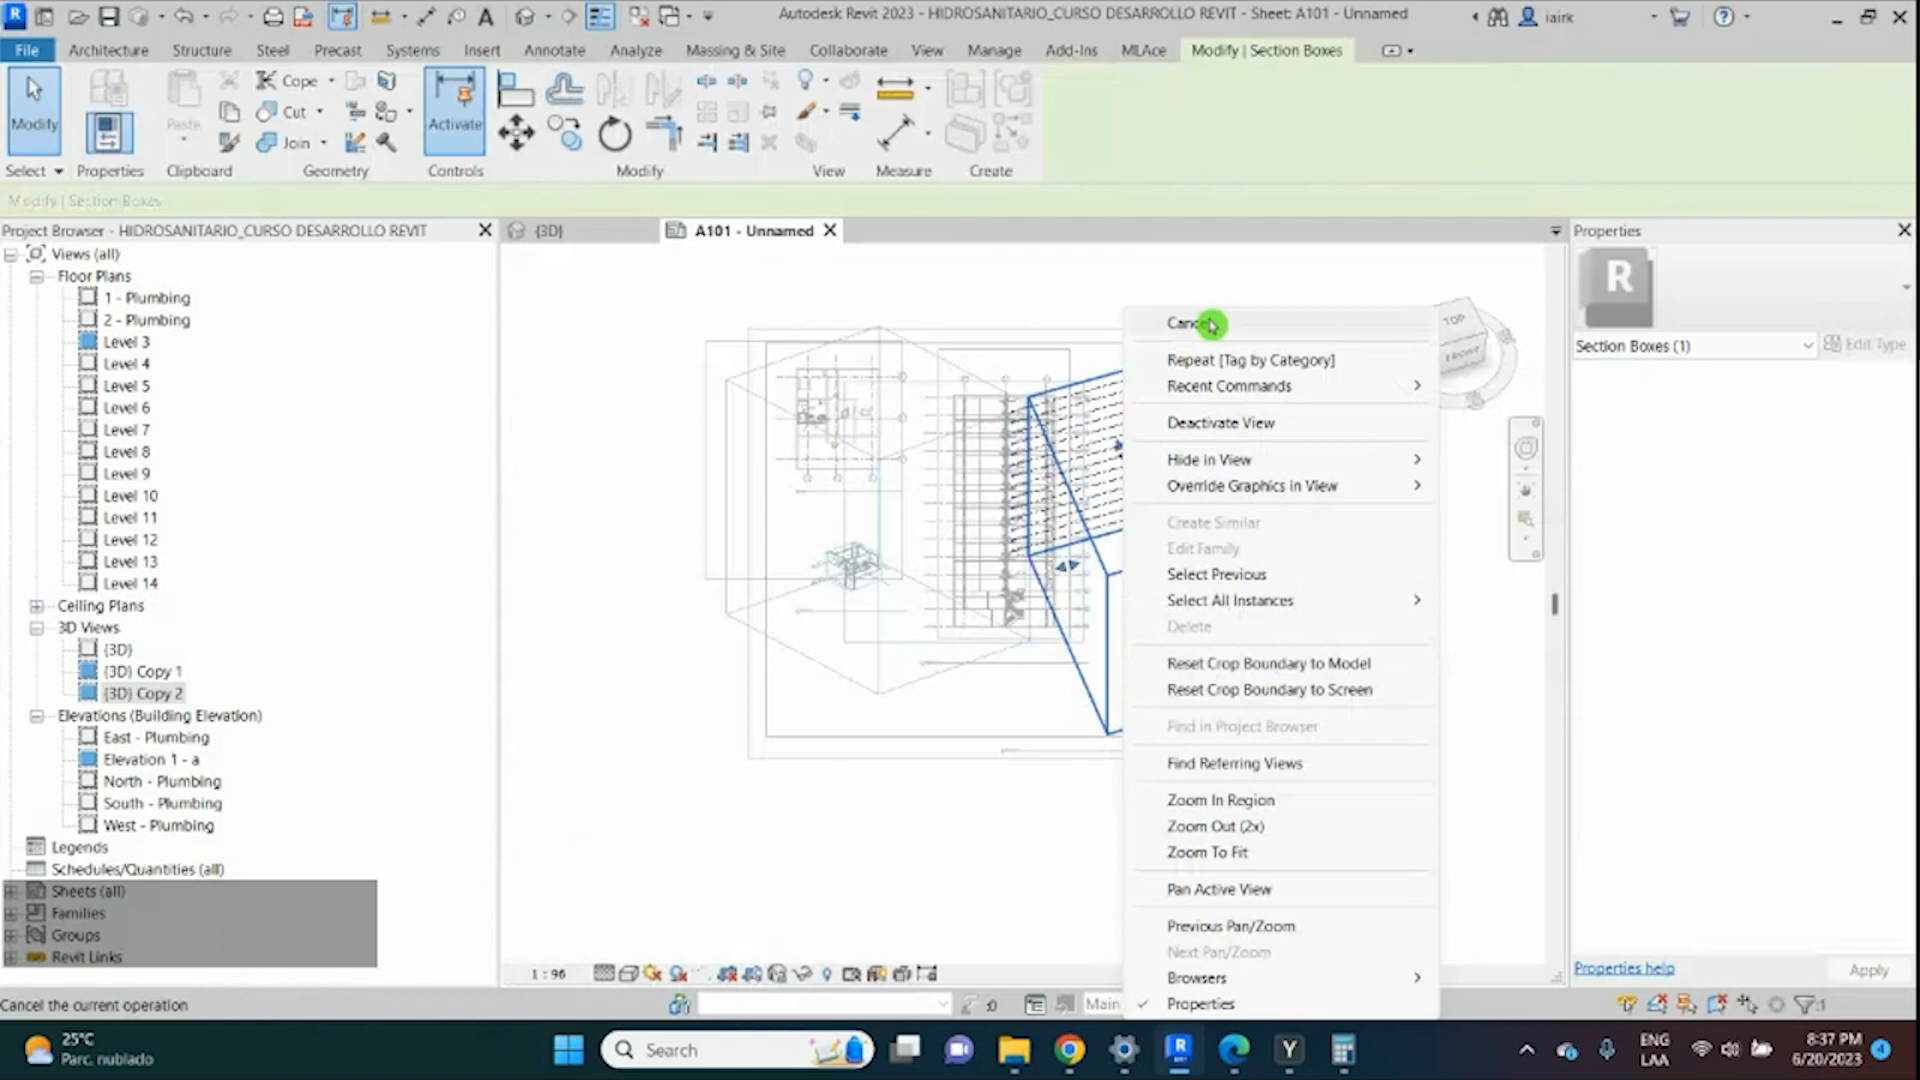 Autodesk Revit 2023 - HIDROSANITARIO_CURSO DESARROLLO REVIT - Sheet: A101 - Unnamed
iairk
File Architecture Structure Steel Precast Systems Insert Annotate Analyze Massing & Site Collaborate View Manage Add-Ins MLAce Modify | Section Boxes
Modify
Paste
Cope
Cut
Join
Activate
Select Properties Clipboard Geometry Controls Modify View Measure Create
Modify | Section Boxes
Project Browser - HIDROSANITARIO_CURSO DESARROLLO REVIT
{3D}
A101 - Unnamed
Properties
Views (all)
Floor Plans
1 - Plumbing
2 - Plumbing
Level 3
Level 4
Level 5
Level 6
Level 7
Level 8
Level 9
Level 10
Level 11
Level 12
Level 13
Level 14
Ceiling Plans
3D Views
{3D}
{3D} Copy 1
{3D} Copy 2
Elevations (Building Elevation)
East - Plumbing
Elevation 1 - a
North - Plumbing
South - Plumbing
West - Plumbing
Legends
Schedules/Quantities (all)
Sheets (all)
Families
Groups
Revit Links
TOP
FRONT
Cancel
Repeat [Tag by Category]
Recent Commands
Deactivate View
Hide in View
Override Graphics in View
Create Similar
Edit Family
Select Previous
Select All Instances
Delete
Reset Crop Boundary to Model
Reset Crop Boundary to Screen
Find in Project Browser
Find Referring Views
Zoom In Region
Zoom Out (2x)
Zoom To Fit
Pan Active View
Previous Pan/Zoom
Next Pan/Zoom
Browsers
Properties
R
Section Boxes (1)
Edit Type
Properties help
Apply
1 : 96
Cancel the current operation
:0
Main
:1
25°C
Parc. nublado
Search
ENG
LAA
8:37 PM
6/20/2023
4